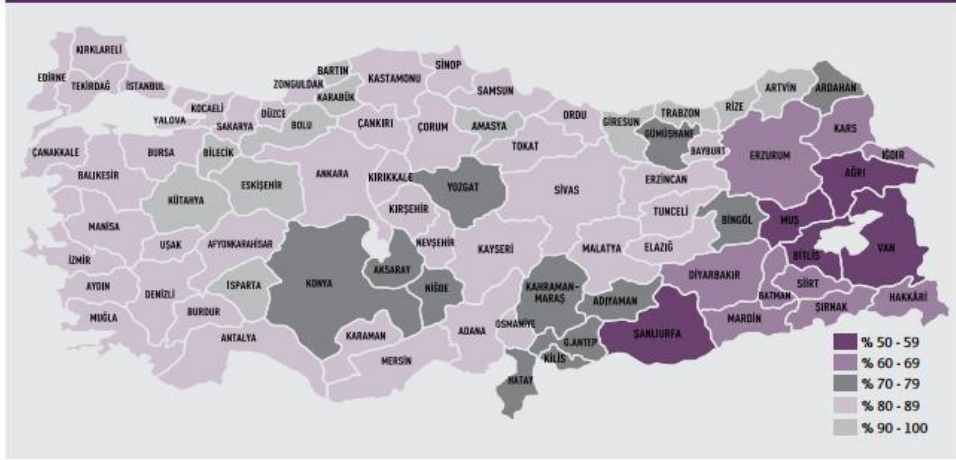 KIRKLARELİ
EDİRNE
TEKİRDAĞ
İSTANBUL
KOCAELİ
YALOVA
SAKARYA
DÜZCE
ZONGULDAK
BARTIN
KARABÜK
BOLU
KASTAMONU
SİNOP
SAMSUN
ÇANKIRI
ÇORUM
AMASYA
TOKAT
ORDU
GİRESUN
TRABZON
GÜMÜŞHANE
BAYBURT
RİZE
ARTVİN
ARDAHAN
KARS
IĞDIR
ERZURUM
AĞRI
ÇANAKKALE
BALIKESİR
BURSA
BİLECİK
ESKİŞEHİR
KÜTAHYA
ANKARA
KIRIKKALE
YOZGAT
KIRŞEHİR
SİVAS
ERZİNCAN
TUNCELİ
BİNGÖL
MUŞ
BİTLİS
VAN
MANİSA
İZMİR
UŞAK
AFYONKARAHİSAR
NEVŞEHİR
KAYSERİ
MALATYA
ELAZIĞ
DİYARBAKIR
BATMAN
SİİRT
ŞIRNAK
HAKKÂRİ
AYDIN
DENİZLİ
ISPARTA
BURDUR
KONYA
AKSARAY
NİĞDE
KAHRAMAN-
MARAŞ
ADIYAMAN
MUĞLA
ANTALYA
KARAMAN
MERSİN
ADANA
OSMANİYE
G.ANTEP
KİLİS
HATAY
ŞANLIURFA
MARDİN
% 50 - 59
% 60 - 69
% 70 - 79
% 80 - 89
% 90 - 100